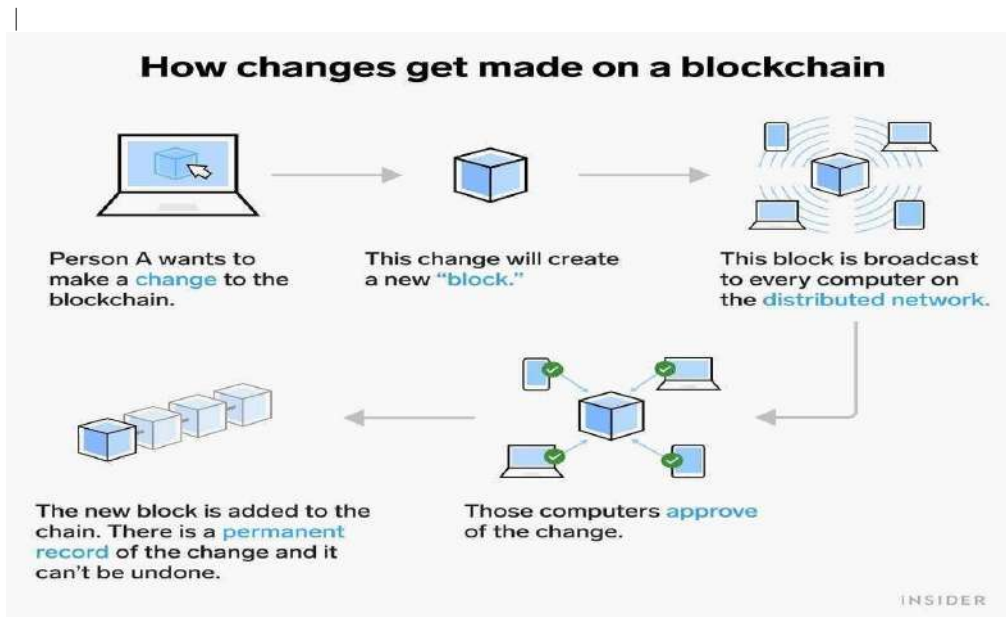 How changes get made on a blockchain
Person A wants to
make a change to the
blockchain.
This change will create
a new “block.”
This block is broadcast
to every computer on
the distributed network.
Those computers approve
of the change.
The new block is added to the
chain. There is a permanent
record of the change and it
can’t be undone.
INSIDER